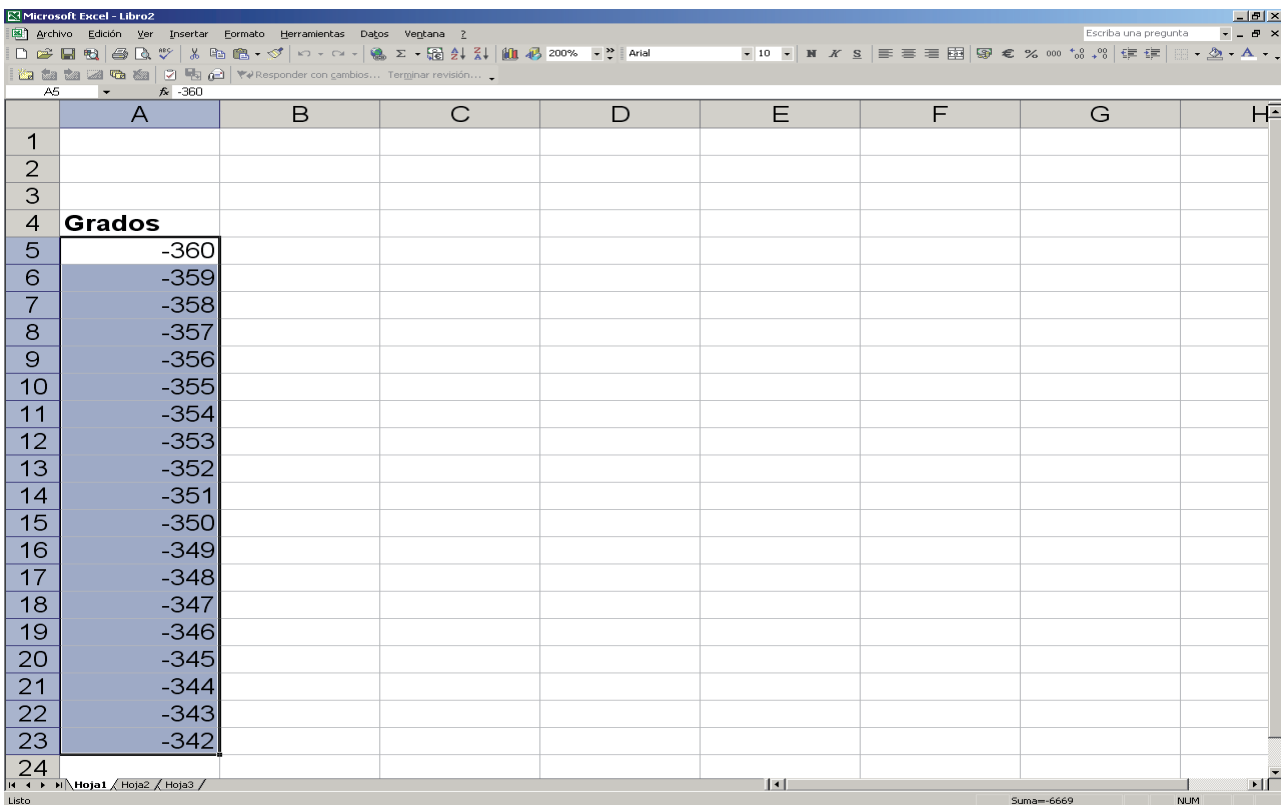 Microsoft Excel - Libro2
Archivo Edición Ver Insertar Formato Herramientas Datos Ventana ? Escriba una pregunta
200% Arial 10 N K S € % 000
Responder con cambios... Terminar revisión...
A5 fx -360
A B C D E F G H
1
2
3
4 Grados
5 -360
6 -359
7 -358
8 -357
9 -356
10 -355
11 -354
12 -353
13 -352
14 -351
15 -350
16 -349
17 -348
18 -347
19 -346
20 -345
21 -344
22 -343
23 -342
24
Hoja1 Hoja2 Hoja3
Listo Suma=-6669 NUM